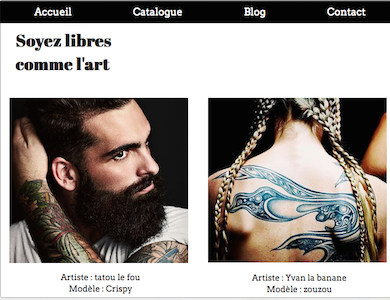 Accueil Catalogue Blog Contact
Soyez libres
comme l'art
Artiste : tatou le fou
Modèle : Crispy
Artiste : Yvan la banane
Modèle : zouzou